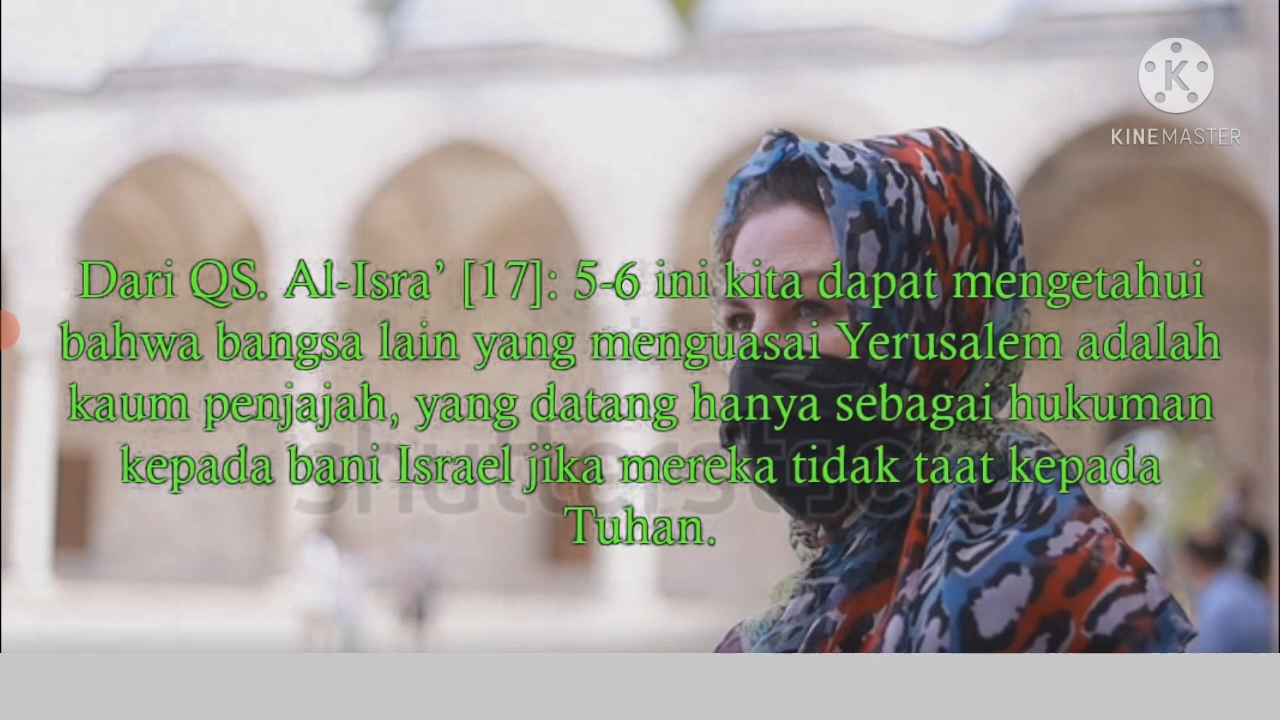 KINEMASTER
Dari QS. Al-Isra’ [17]: 5-6 ini kita dapat mengetahui
bahwa bangsa lain yang menguasai Yerusalem adalah
kaum penjajah, yang datang hanya sebagai hukuman
kepada bani Israel jika mereka tidak taat kepada
Tuhan.
shutterstock